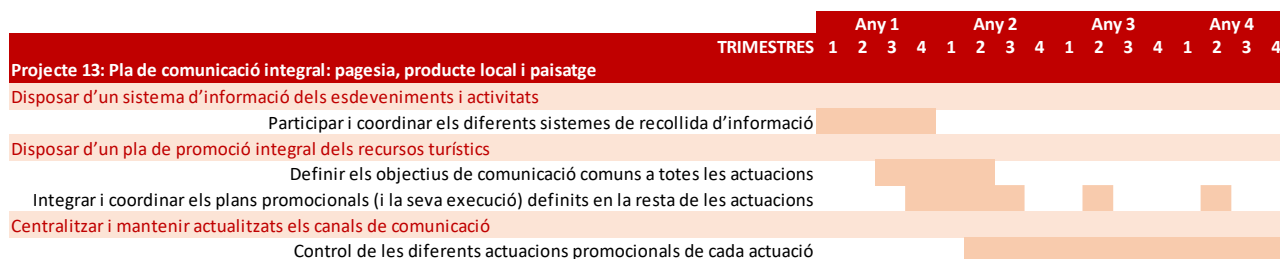 Any 1 Any 2 Any 3 Any 4
TRIMESTRES 1 2 3 4 1 2 3 4 1 2 3 4 1 2 3 4
Projecte 13: Pla de comunicació integral: pagesia, producte local i paisatge
Disposar d’un sistema d’informació dels esdeveniments i activitats
Participar i coordinar els diferents sistemes de recollida d’informació
Disposar d’un pla de promoció integral dels recursos turístics
Definir els objectius de comunicació comuns a totes les actuacions
Integrar i coordinar els plans promocionals (i la seva execució) definits en la resta de les actuacions
Centralitzar i mantenir actualitzats els canals de comunicació
Control de les diferents actuacions promocionals de cada actuació